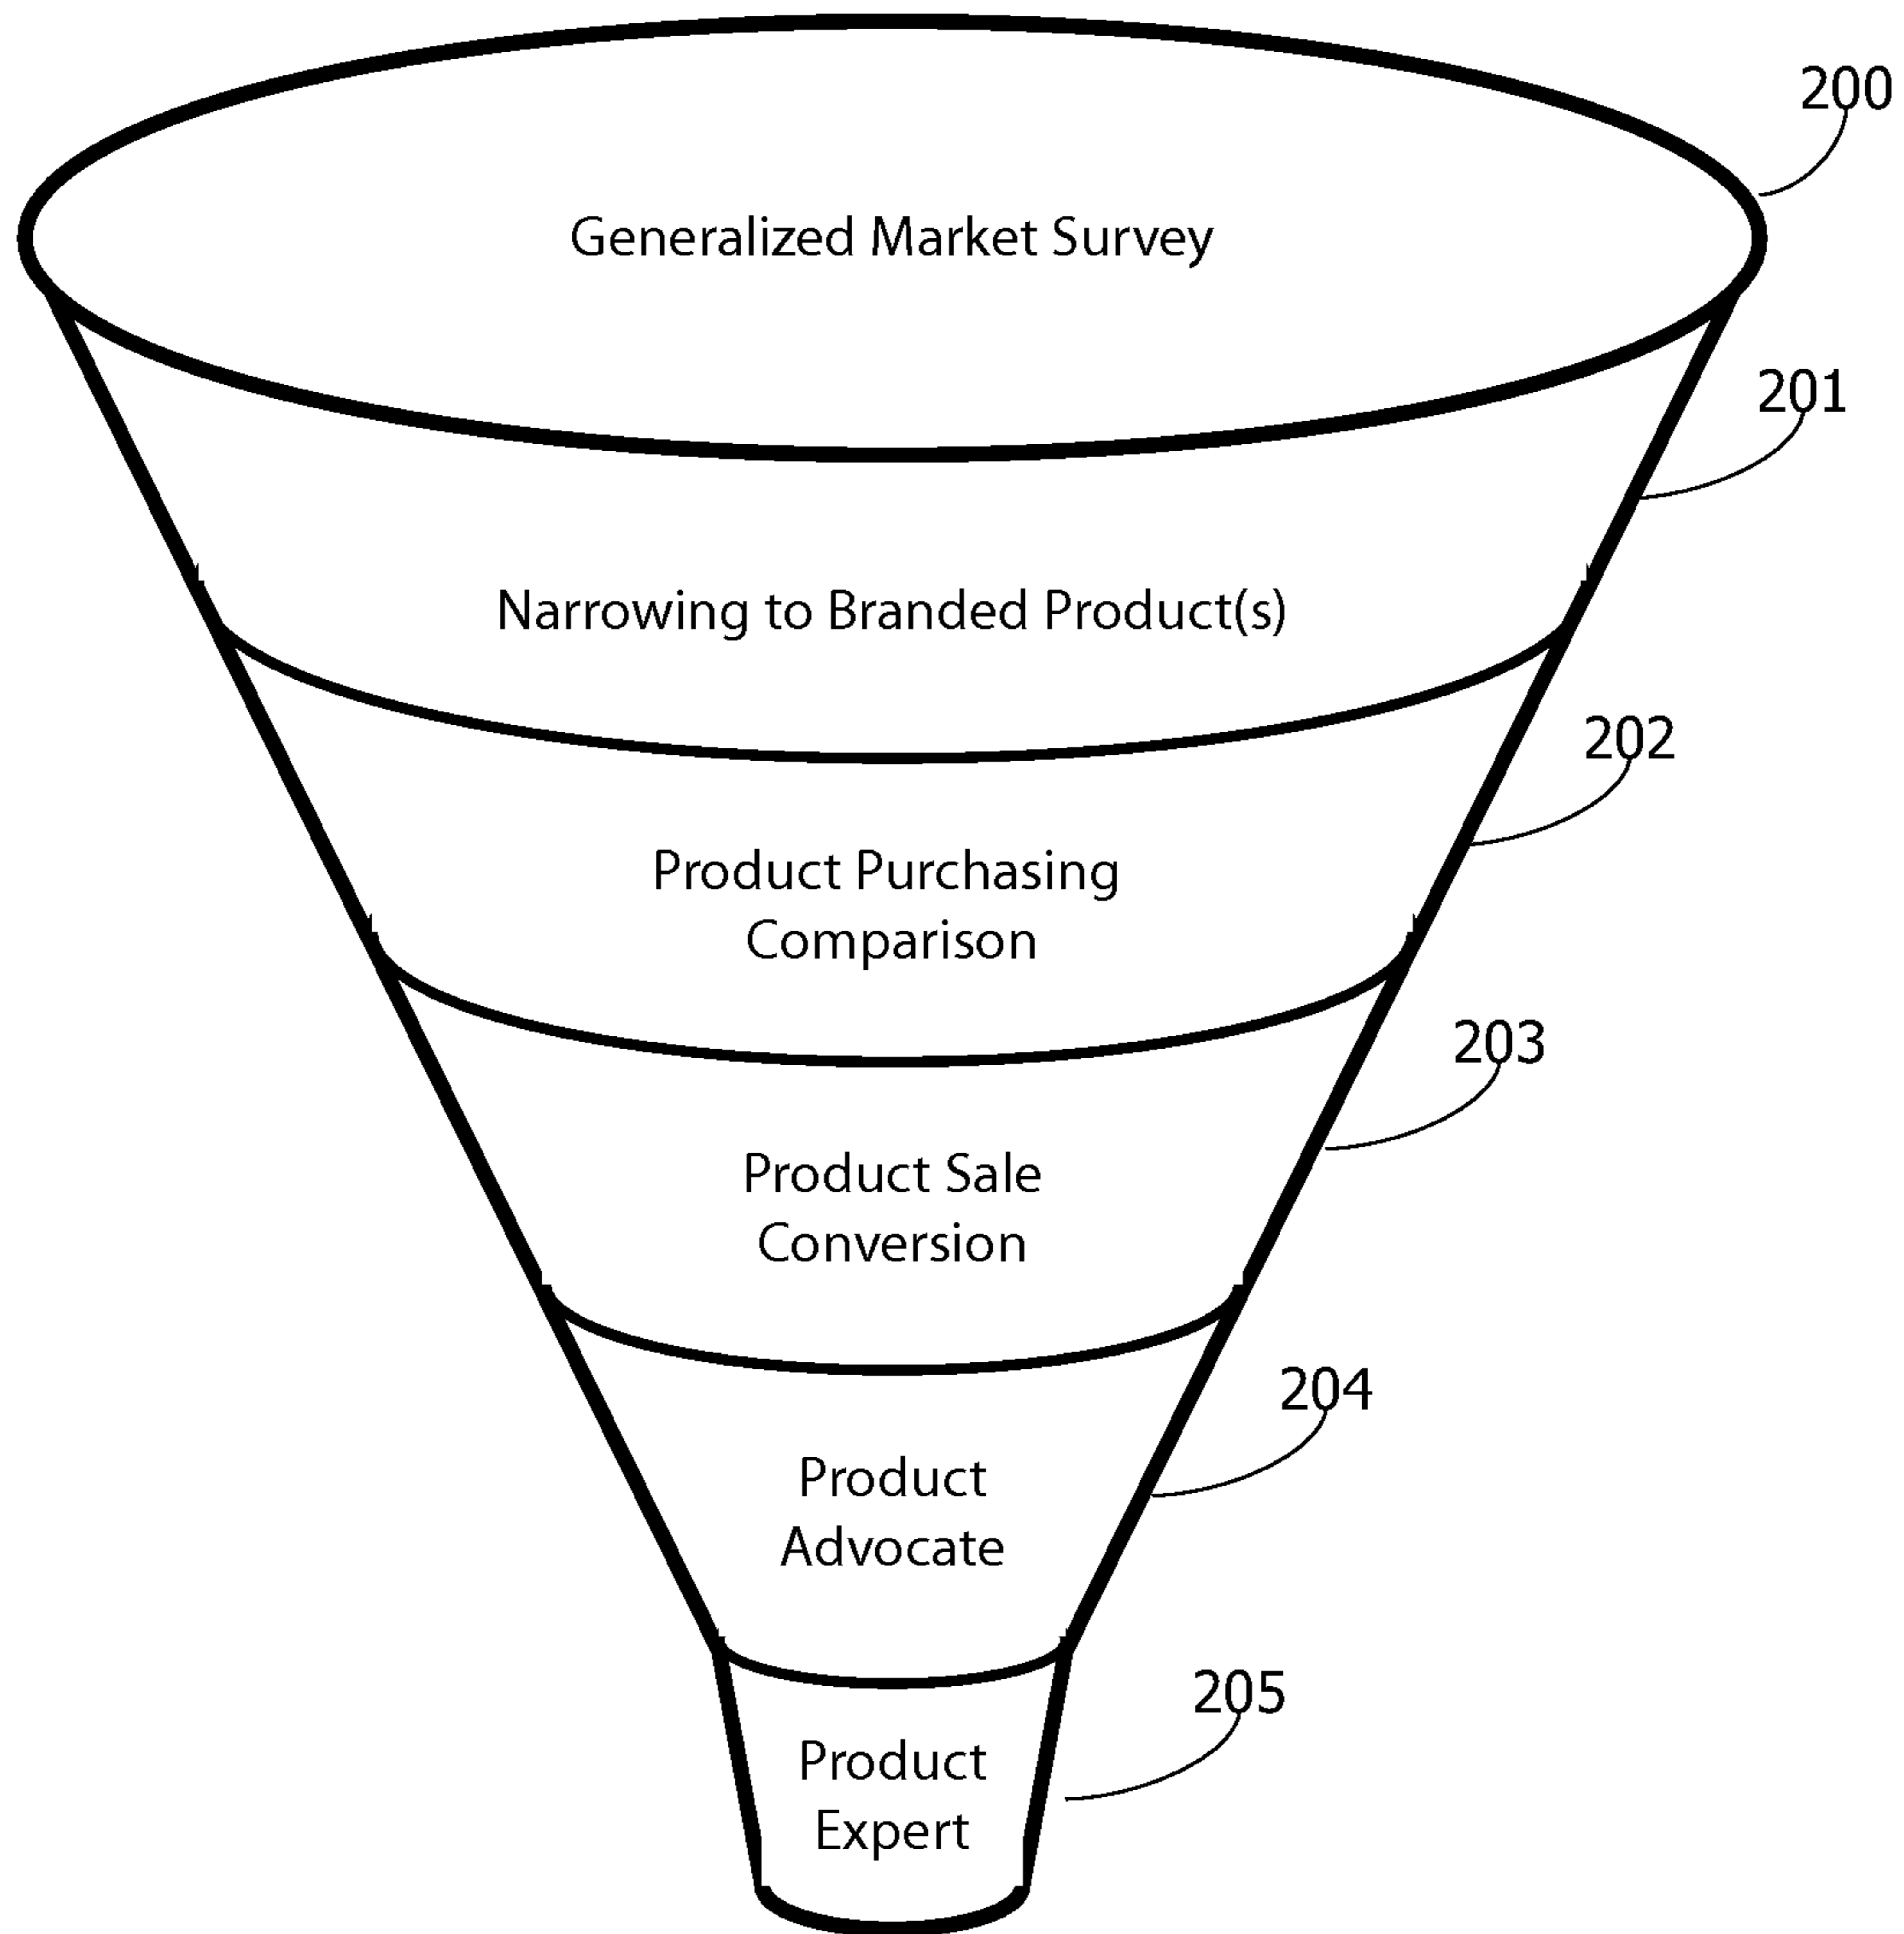 200
Generalized Market Survey
201
Narrowing to Branded Product(s)
202
Product Purchasing
Comparison
203
Product Sale
Conversion
204
Product
Advocate
205
Product
Expert